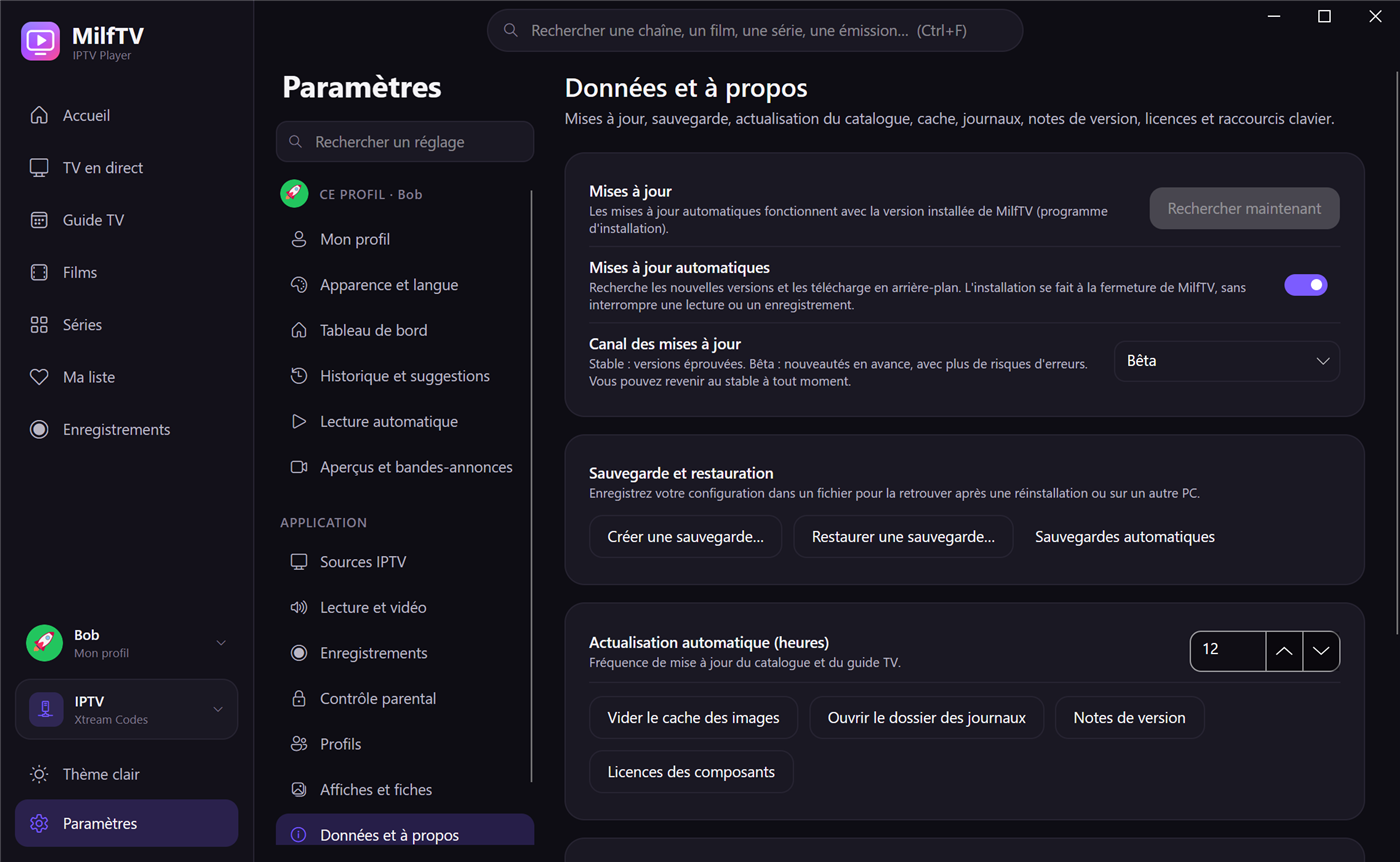 MilfTV
IPTV Player
Rechercher une chaîne, un film, une série, une émission... (Ctrl+F)
Accueil
TV en direct
Guide TV
Films
Séries
Ma liste
Enregistrements
Bob
Mon profil
IPTV
Xtream Codes
Thème clair
Paramètres
Paramètres
Rechercher un réglage
CE PROFIL · Bob
Mon profil
Apparence et langue
Tableau de bord
Historique et suggestions
Lecture automatique
Aperçus et bandes-annonces
APPLICATION
Sources IPTV
Lecture et vidéo
Enregistrements
Contrôle parental
Profils
Affiches et fiches
Données et à propos
Données et à propos
Mises à jour, sauvegarde, actualisation du catalogue, cache, journaux, notes de version, licences et raccourcis clavier.
Mises à jour
Les mises à jour automatiques fonctionnent avec la version installée de MilfTV (programme
d'installation).
Rechercher maintenant
Mises à jour automatiques
Recherche les nouvelles versions et les télécharge en arrière-plan. L'installation se fait à la fermeture de MilfTV, sans
interrompre une lecture ou un enregistrement.
Canal des mises à jour
Stable : versions éprouvées. Bêta : nouveautés en avance, avec plus de risques d'erreurs.
Vous pouvez revenir au stable à tout moment.
Bêta
Sauvegarde et restauration
Enregistrez votre configuration dans un fichier pour la retrouver après une réinstallation ou sur un autre PC.
Créer une sauvegarde...
Restaurer une sauvegarde...
Sauvegardes automatiques
Actualisation automatique (heures)
Fréquence de mise à jour du catalogue et du guide TV.
12
Vider le cache des images
Ouvrir le dossier des journaux
Notes de version
Licences des composants